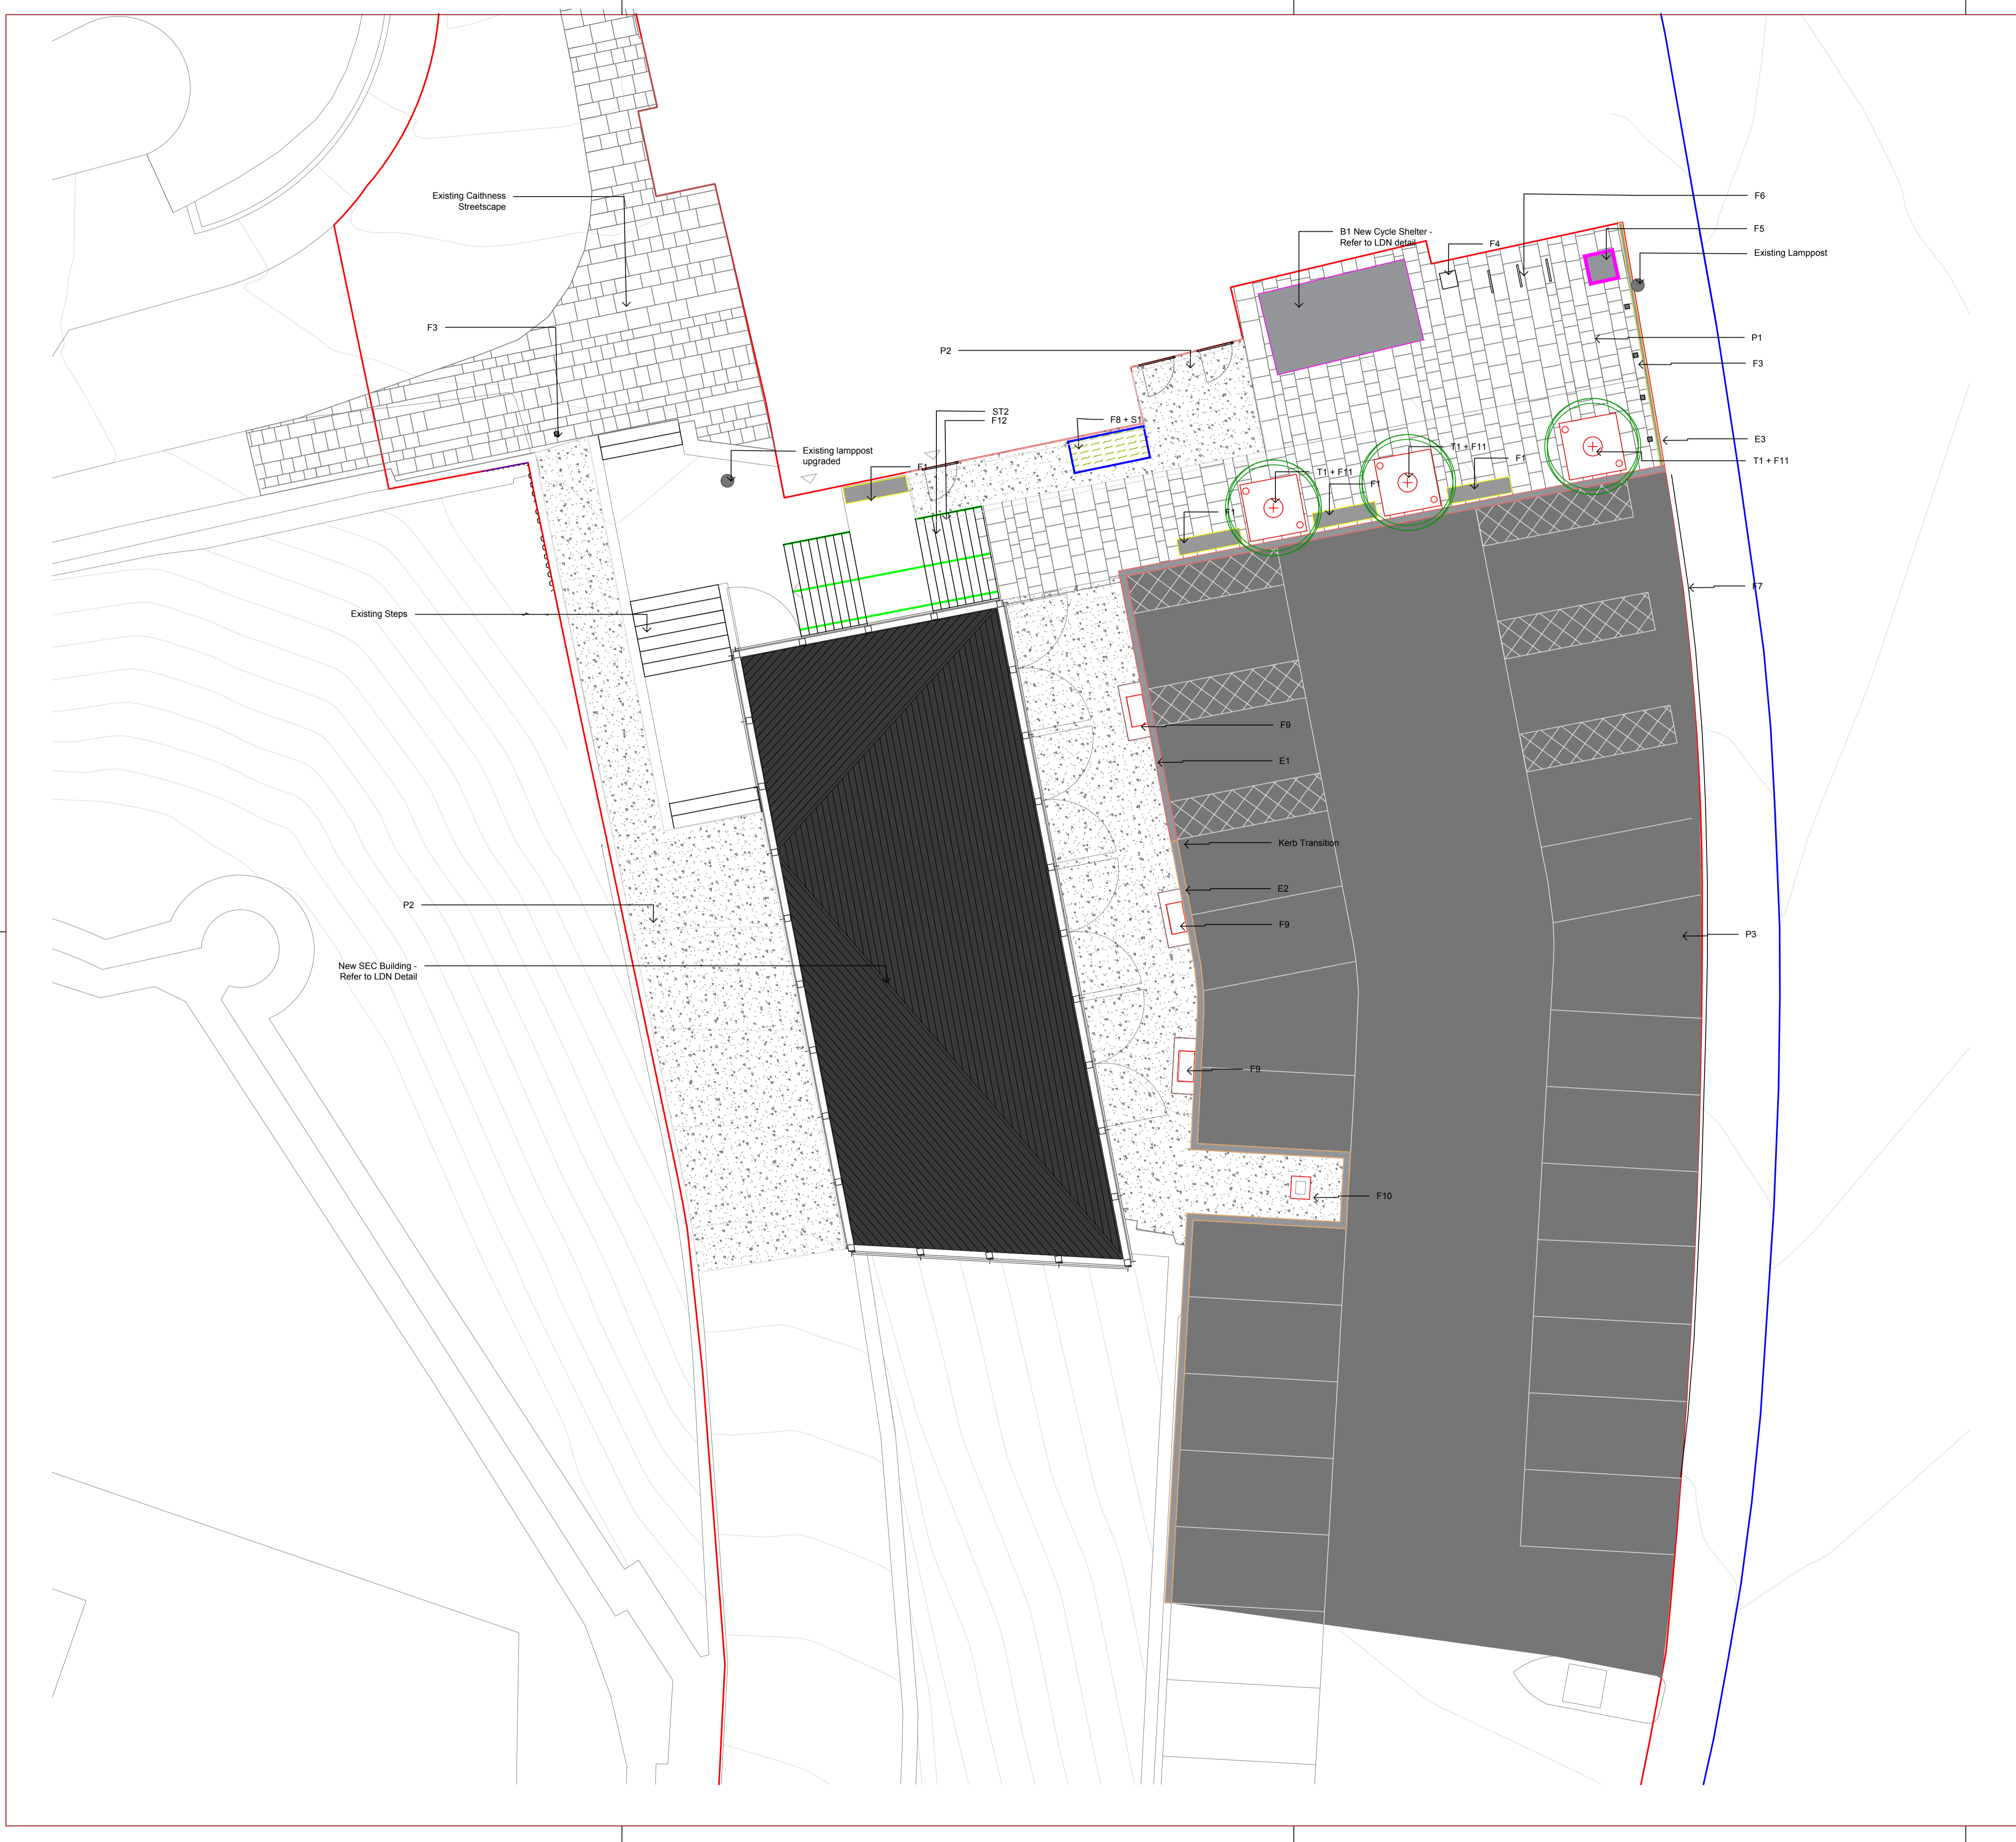 Existing Caithness
Streetscape
F6
F5
B1 New Cycle Shelter -
Refer to LDN detail
F4
Existing Lamppost
F3
P2
P1
F3
ST2
F12
F8 + S1
E3
Existing lamppost
upgraded
F1
T1 + F11
T1 + F11
F1
T1 + F11
F1
F1
F7
Existing Steps
F9
E1
Kerb Transition
E2
P2
F9
P3
New SEC Building -
Refer to LDN Detail
F9
F10